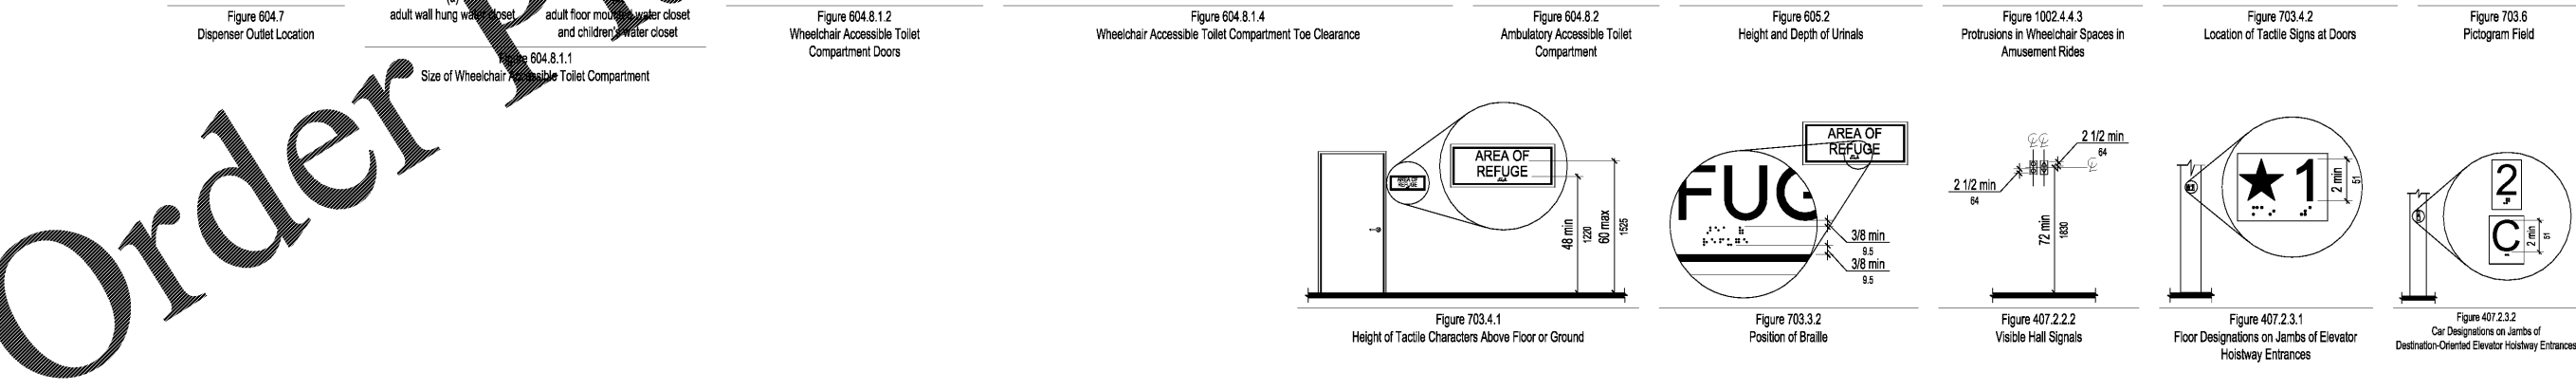 Figure 604.7
Dispenser Outlet Location
adult wall hung water closet
adult floor mounted water closet
and children's water closet
Figure 604.8.1.1
Size of Wheelchair Accessible Toilet Compartment
Figure 604.8.1.2
Wheelchair Accessible Toilet
Compartment Doors
Figure 604.8.1.4
Wheelchair Accessible Toilet Compartment Toe Clearance
Figure 604.8.2
Ambulatory Accessible Toilet
Compartment
Figure 605.2
Height and Depth of Urinals
Figure 1002.4.4.3
Protrusions in Wheelchair Spaces in
Amusement Rides
Figure 703.4.2
Location of Tactile Signs at Doors
Figure 703.6
Pictogram Field
Order
AREA OF
REFUGE
AREA OF
REFUGE
48 min
1220
60 max
1525
Figure 703.4.1
Height of Tactile Characters Above Floor or Ground
AREA OF
REFUGE
FUG
3/8 min
9.5
3/8 min
9.5
Figure 703.3.2
Position of Braille
2 1/2 min
64
2 1/2 min
64
72 min
1830
Figure 407.2.2.2
Visible Hall Signals
★ 1
2 min
51
Figure 407.2.3.1
Floor Designations on Jambs of Elevator
Hoistway Entrances
2
C
2 min
51
Figure 407.2.3.2
Car Designations on Jambs of
Destination-Oriented Elevator Hoistway Entrances